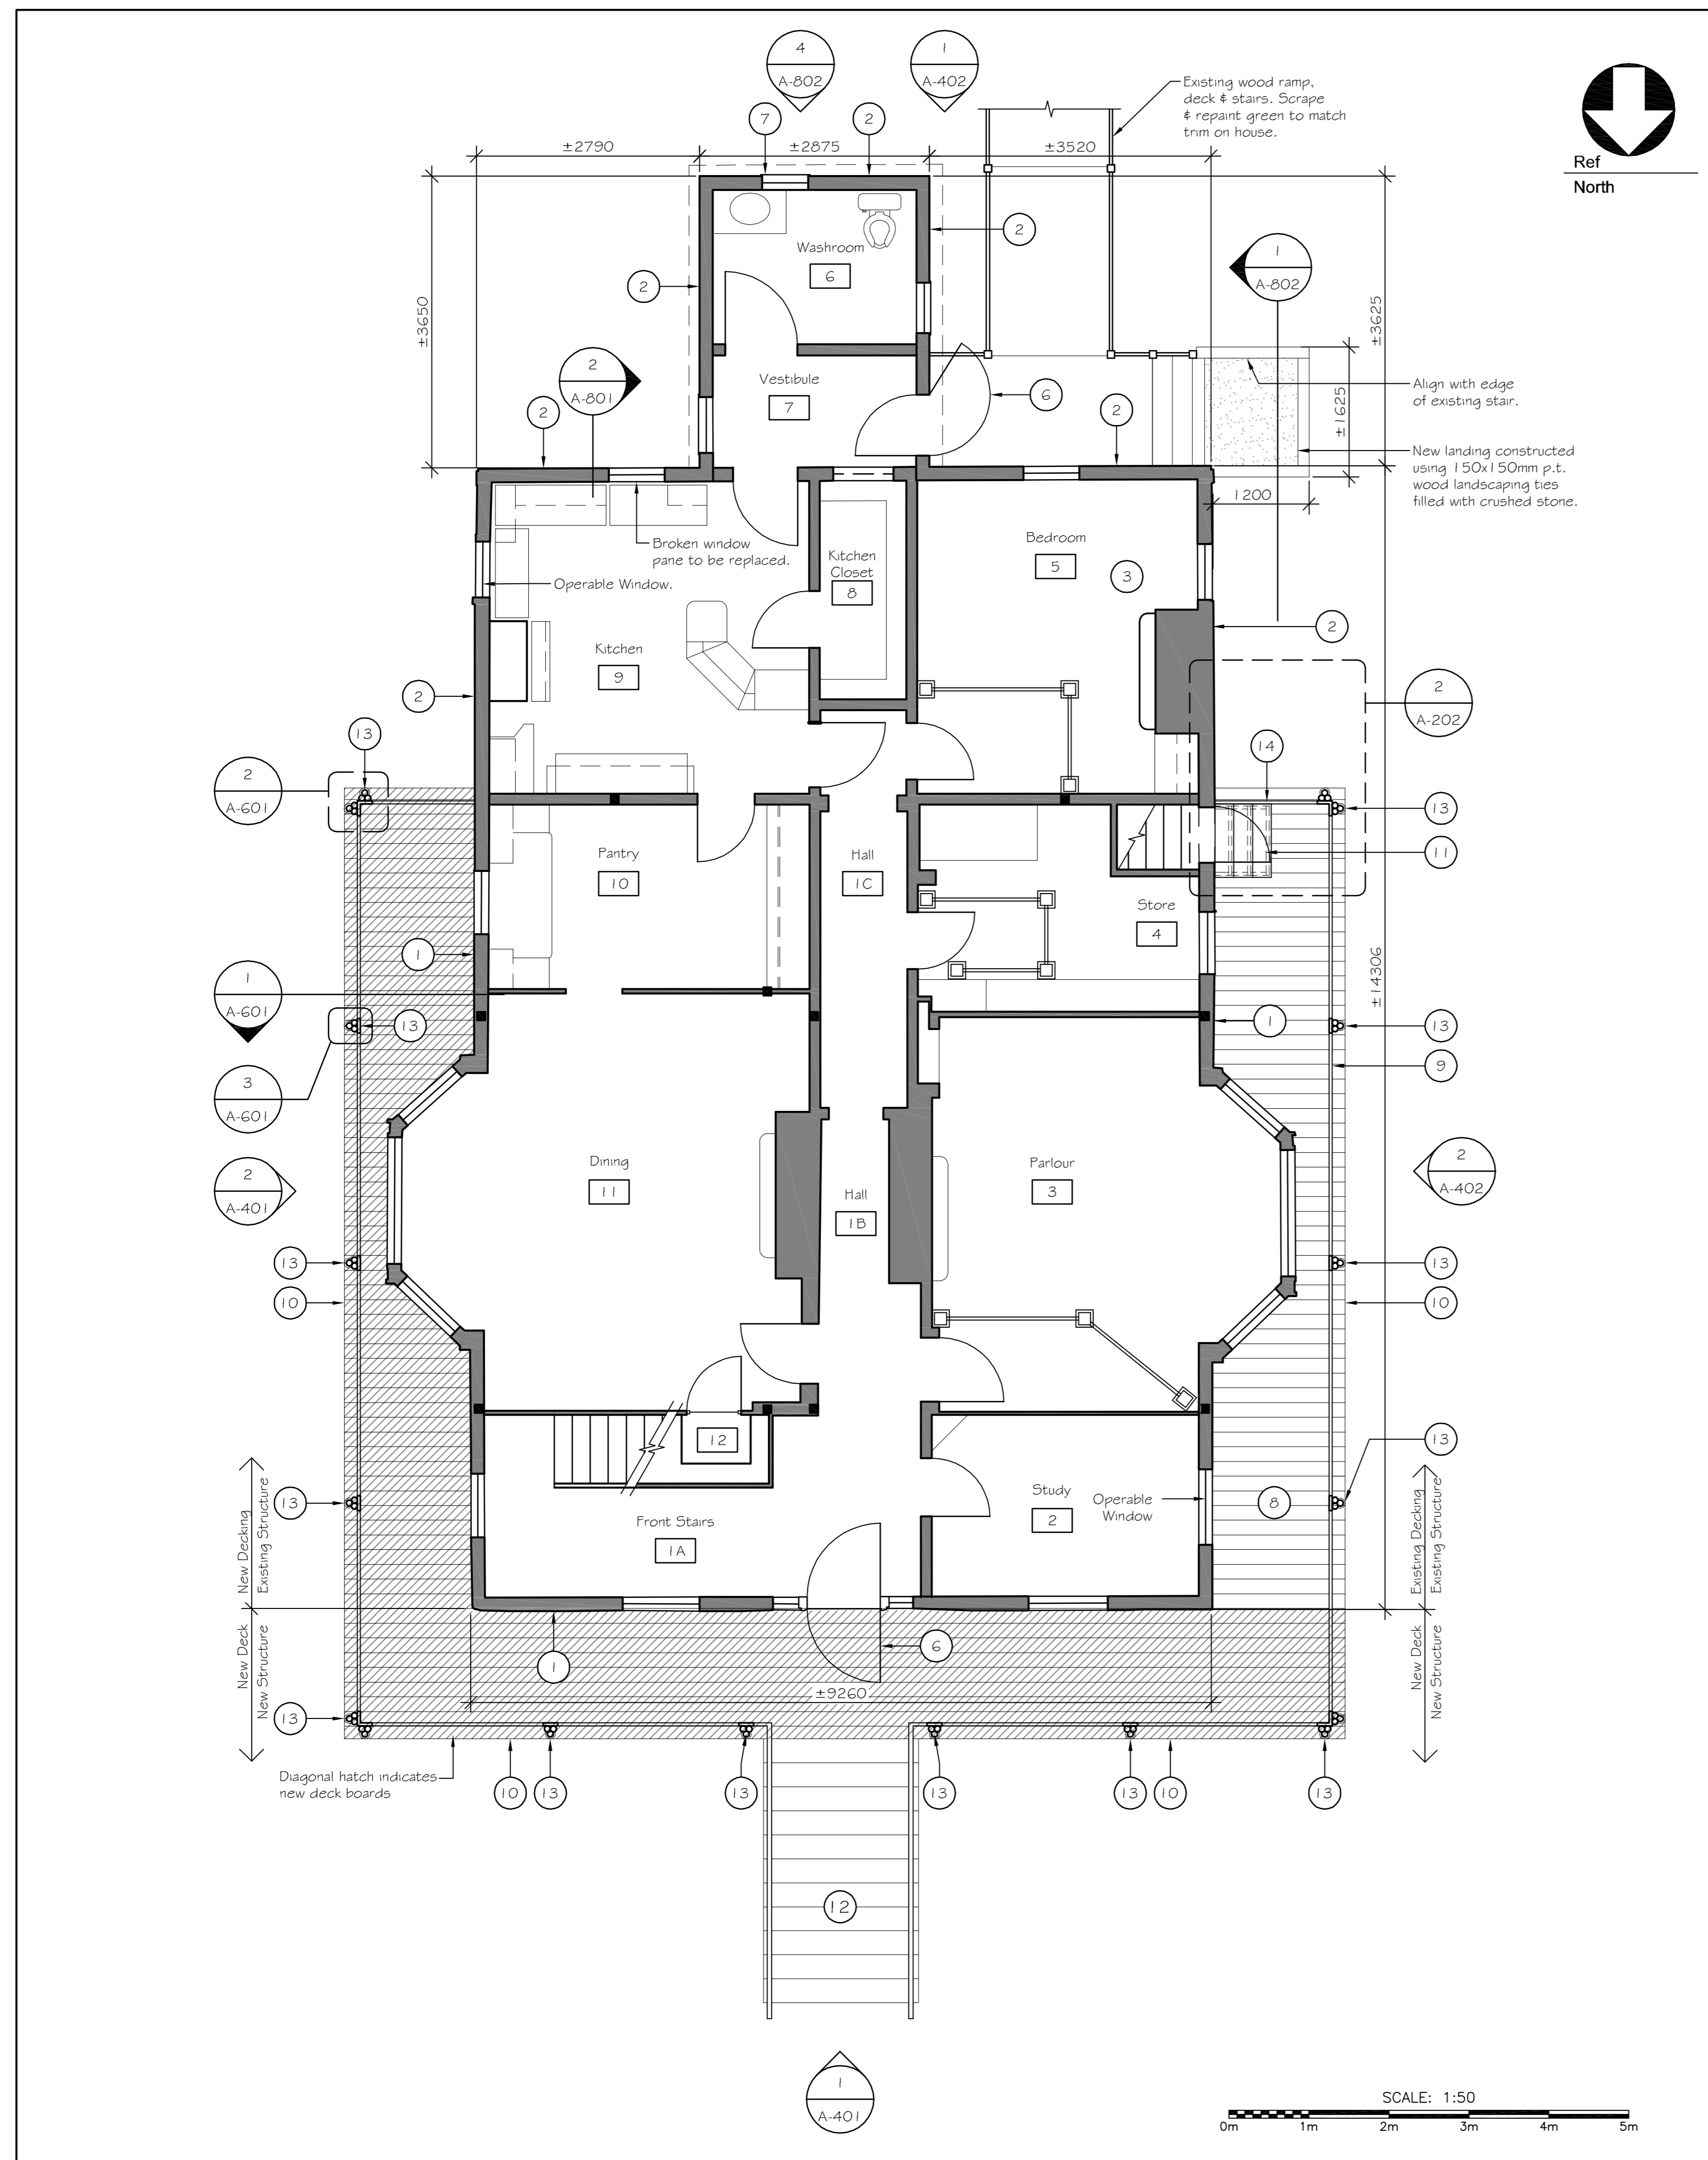 4
A-802
1
A-402
Existing wood ramp,
deck & stairs. Scrape
& repaint green to match
trim on house.
Ref
North
7
2
±2790
±2875
±3520
Washroom
6
2
2
1
A-802
±3650
±3625
2
A-801
Vestibule
7
6
2
2
±1625
Align with edge
of existing stair.
New landing constructed
using 150x150mm p.t.
wood landscaping ties
filled with crushed stone.
1200
Broken window
pane to be replaced.
Operable Window.
Kitchen
Closet
8
Bedroom
5
3
2
Kitchen
9
2
2
A-202
13
14
2
A-601
13
11
Pantry
10
Hall
1C
Store
4
1
1
A-601
13
±14306
1
13
9
3
A-601
Dining
11
Parlour
3
2
A-401
2
A-402
Hall
1B
13
13
10
10
12
13
13
Study
2
Operable
Window
8
Front Stairs
1A
New Decking
Existing Structure
Existing Decking
Existing Structure
New Deck
New Structure
New Deck
New Structure
1
6
±9260
13
Diagonal hatch indicates
new deck boards
10
13
13
13
13
10
13
12
1
A-401
SCALE: 1:50
0m
1m
2m
3m
4m
5m